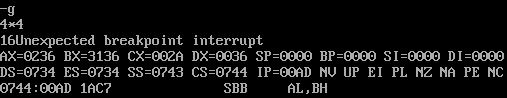 -g
4*4
16Unexpected breakpoint interrupt
AX=0236 BX=3136 CX=002A DX=0036 SP=0000 BP=0000 SI=0000 DI=0000
DS=0734 ES=0734 SS=0743 CS=0744 IP=00AD NV UP EI PL NZ NA PE NC
0744:00AD 1AC7 SBB AL,BH